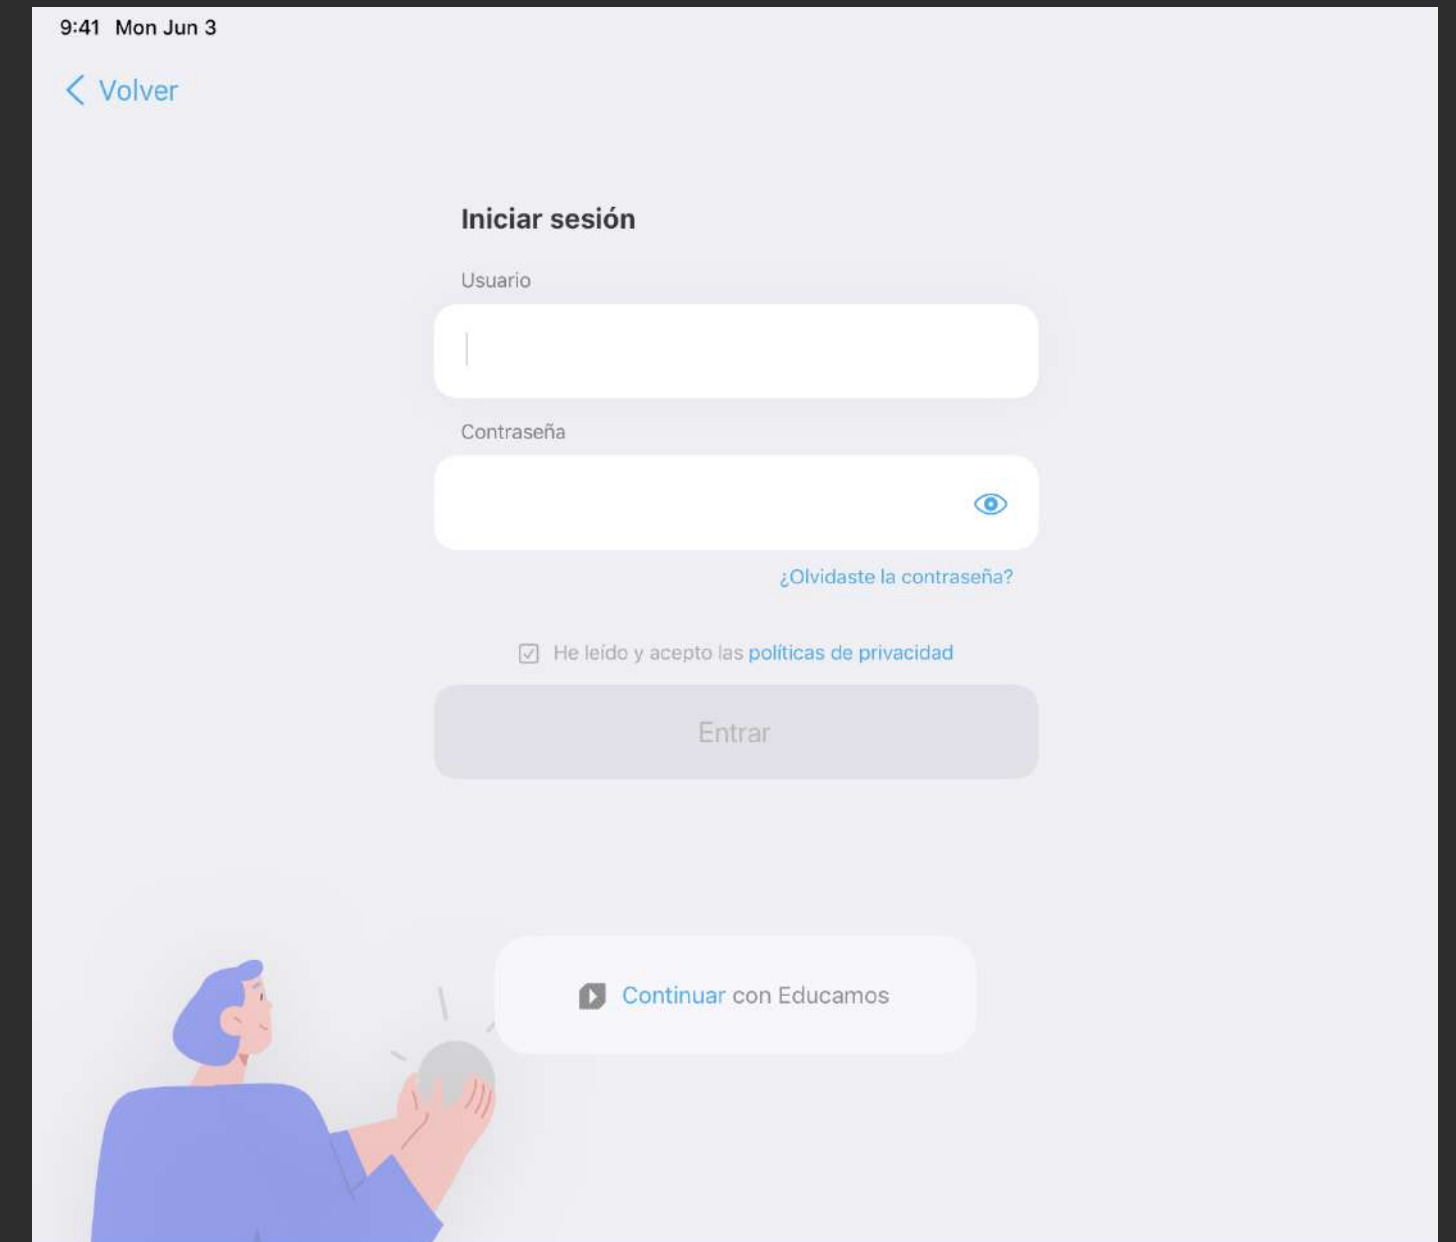 9:41 Mon Jun 3
Volver
Iniciar sesión
Usuario
Contraseña
¿Olvidaste la contraseña?
He leído y acepto las políticas de privacidad
Entrar
Continuar con Educamos